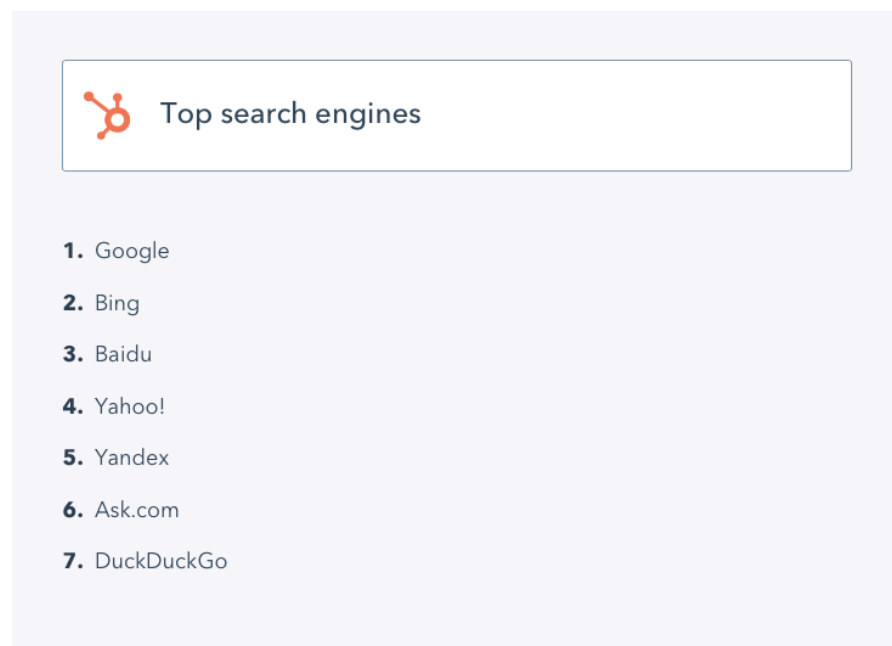 Top search engines
1. Google
2. Bing
3. Baidu
4. Yahoo!
5. Yandex
6. Ask.com
7. DuckDuckGo